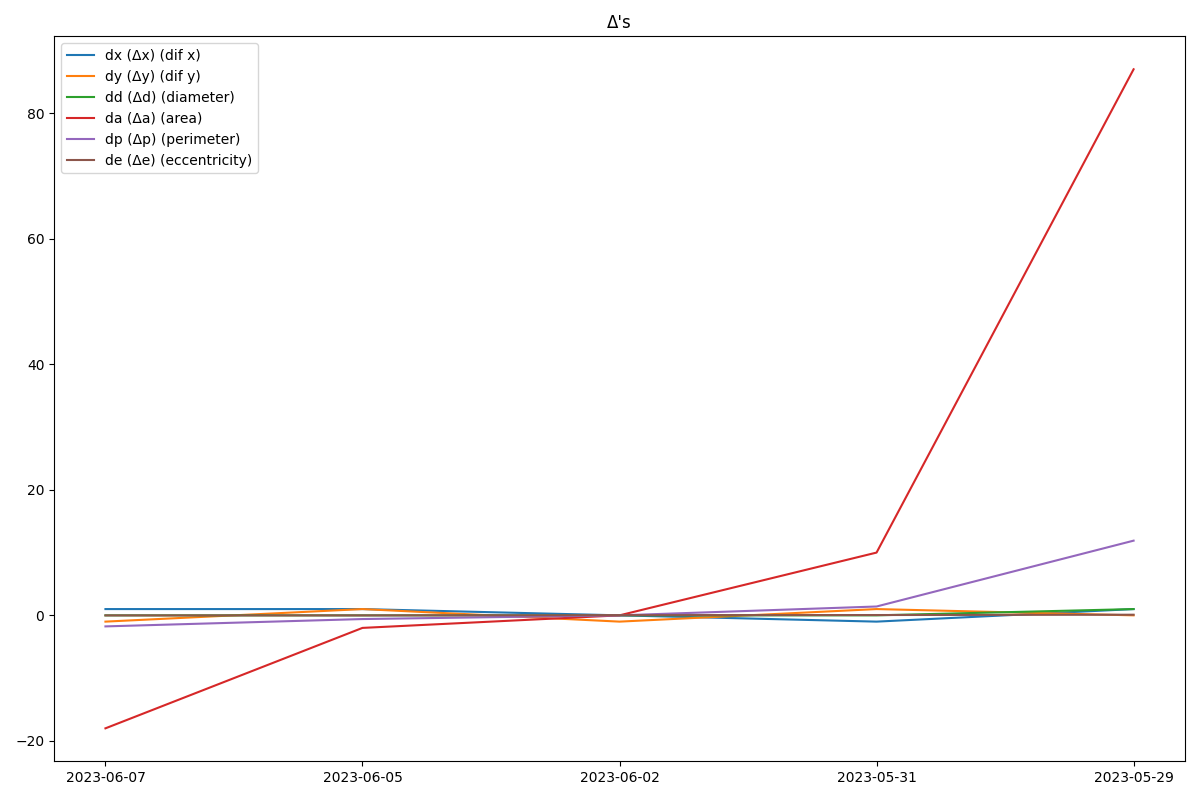 Δ's
dx (Δx) (dif x)
dy (Δy) (dif y)
dd (Δd) (diameter)
da (Δa) (area)
dp (Δp) (perimeter)
de (Δe) (eccentricity)
80
60
40
20
0
−20
2023-06-07 2023-06-05 2023-06-02 2023-05-31 2023-05-29